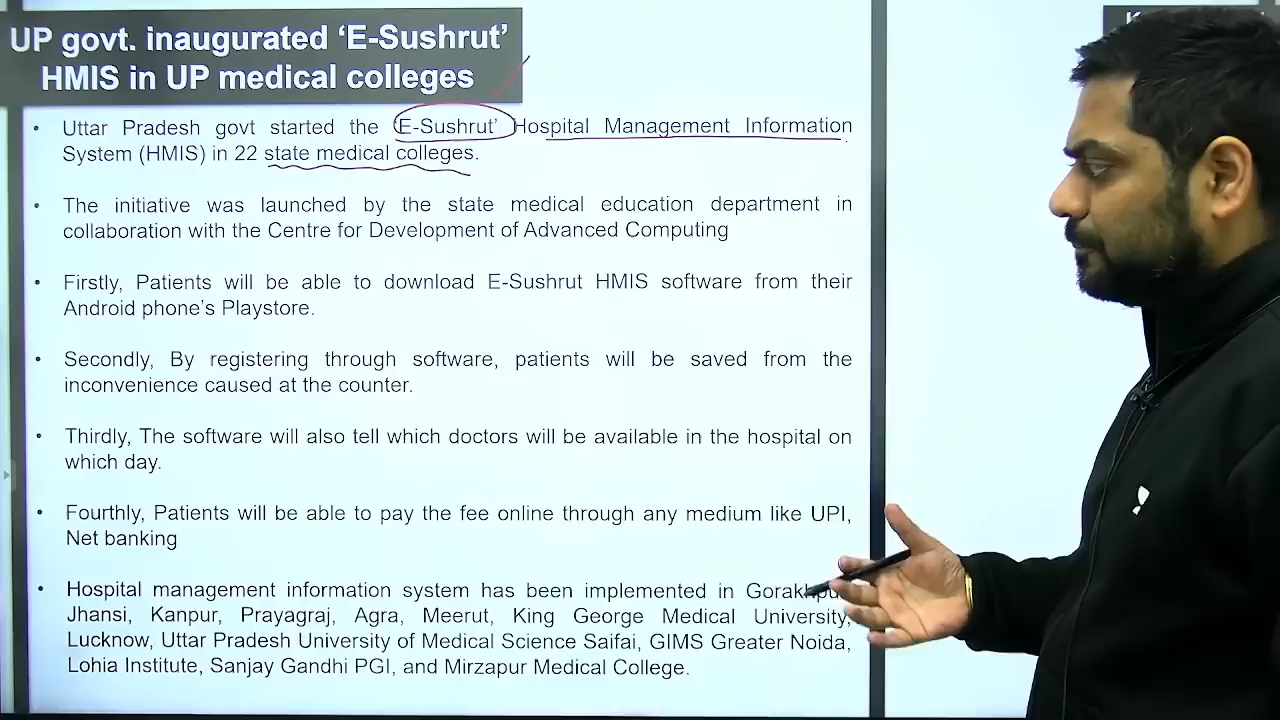 UP govt. inaugurated ‘E-Sushrut’
HMIS in UP medical colleges
• Uttar Pradesh govt started the E-Sushrut’ Hospital Management Information
System (HMIS) in 22 state medical colleges.
• The initiative was launched by the state medical education department in
collaboration with the Centre for Development of Advanced Computing
• Firstly, Patients will be able to download E-Sushrut HMIS software from their
Android phone’s Playstore.
• Secondly, By registering through software, patients will be saved from the
inconvenience caused at the counter.
• Thirdly, The software will also tell which doctors will be available in the hospital on
which day.
• Fourthly, Patients will be able to pay the fee online through any medium like UPI,
Net banking
• Hospital management information system has been implemented in
Jhansi, Kanpur, Prayagraj, Agra, Meerut, King George Medical University,
Lucknow, Uttar Pradesh University of Medical Science Saifai, GIMS Greater Noida,
Lohia Institute, Sanjay Gandhi PGI, and Mirzapur Medical College.